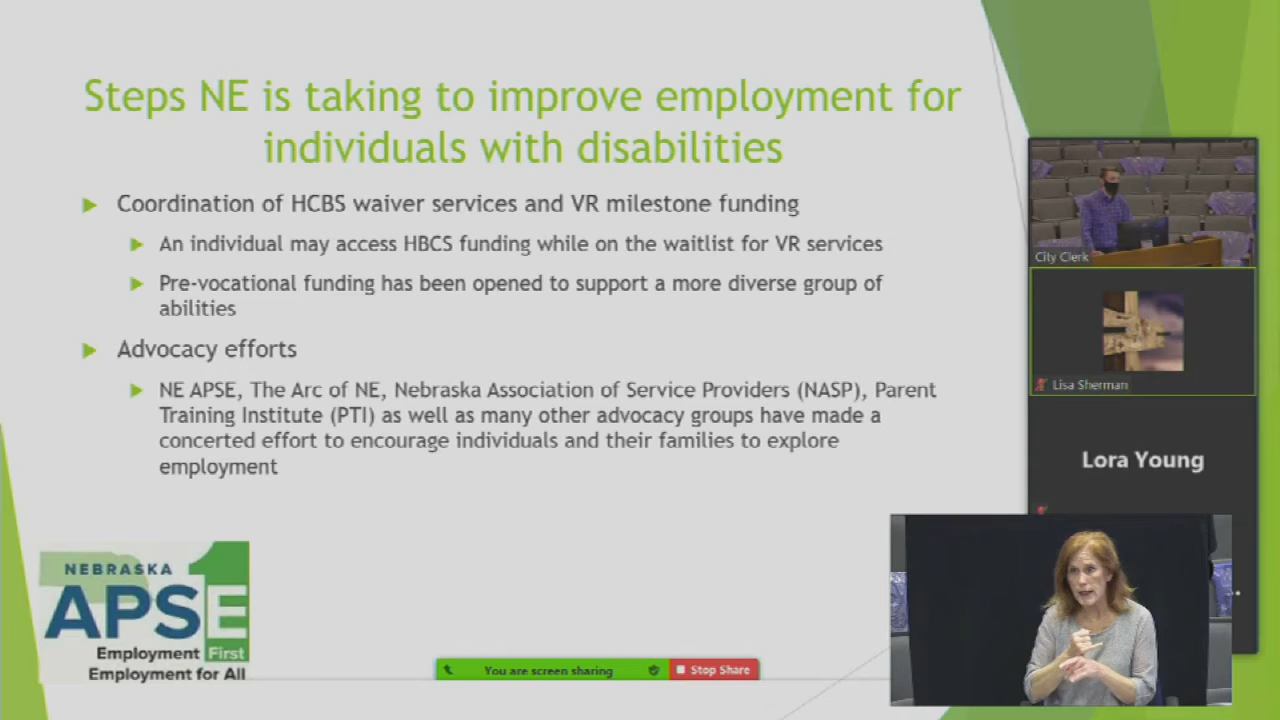 Steps NE is taking to improve employment for
individuals with disabilities
Coordination of HCBS waiver services and VR milestone funding
An individual may access HBCS funding while on the waitlist for VR services
Pre-vocational funding has been opened to support a more diverse group of
abilities
Advocacy efforts
NE APSE, The Arc of NE, Nebraska Association of Service Providers (NASP), Parent
Training Institute (PTI) as well as many other advocacy groups have made a
concerted effort to encourage individuals and their families to explore
employment
NEBRASKA
APSE
1
Employment First
Employment for All
You are screen sharing
Stop Share
City Clerk
Lisa Sherman
Lora Young